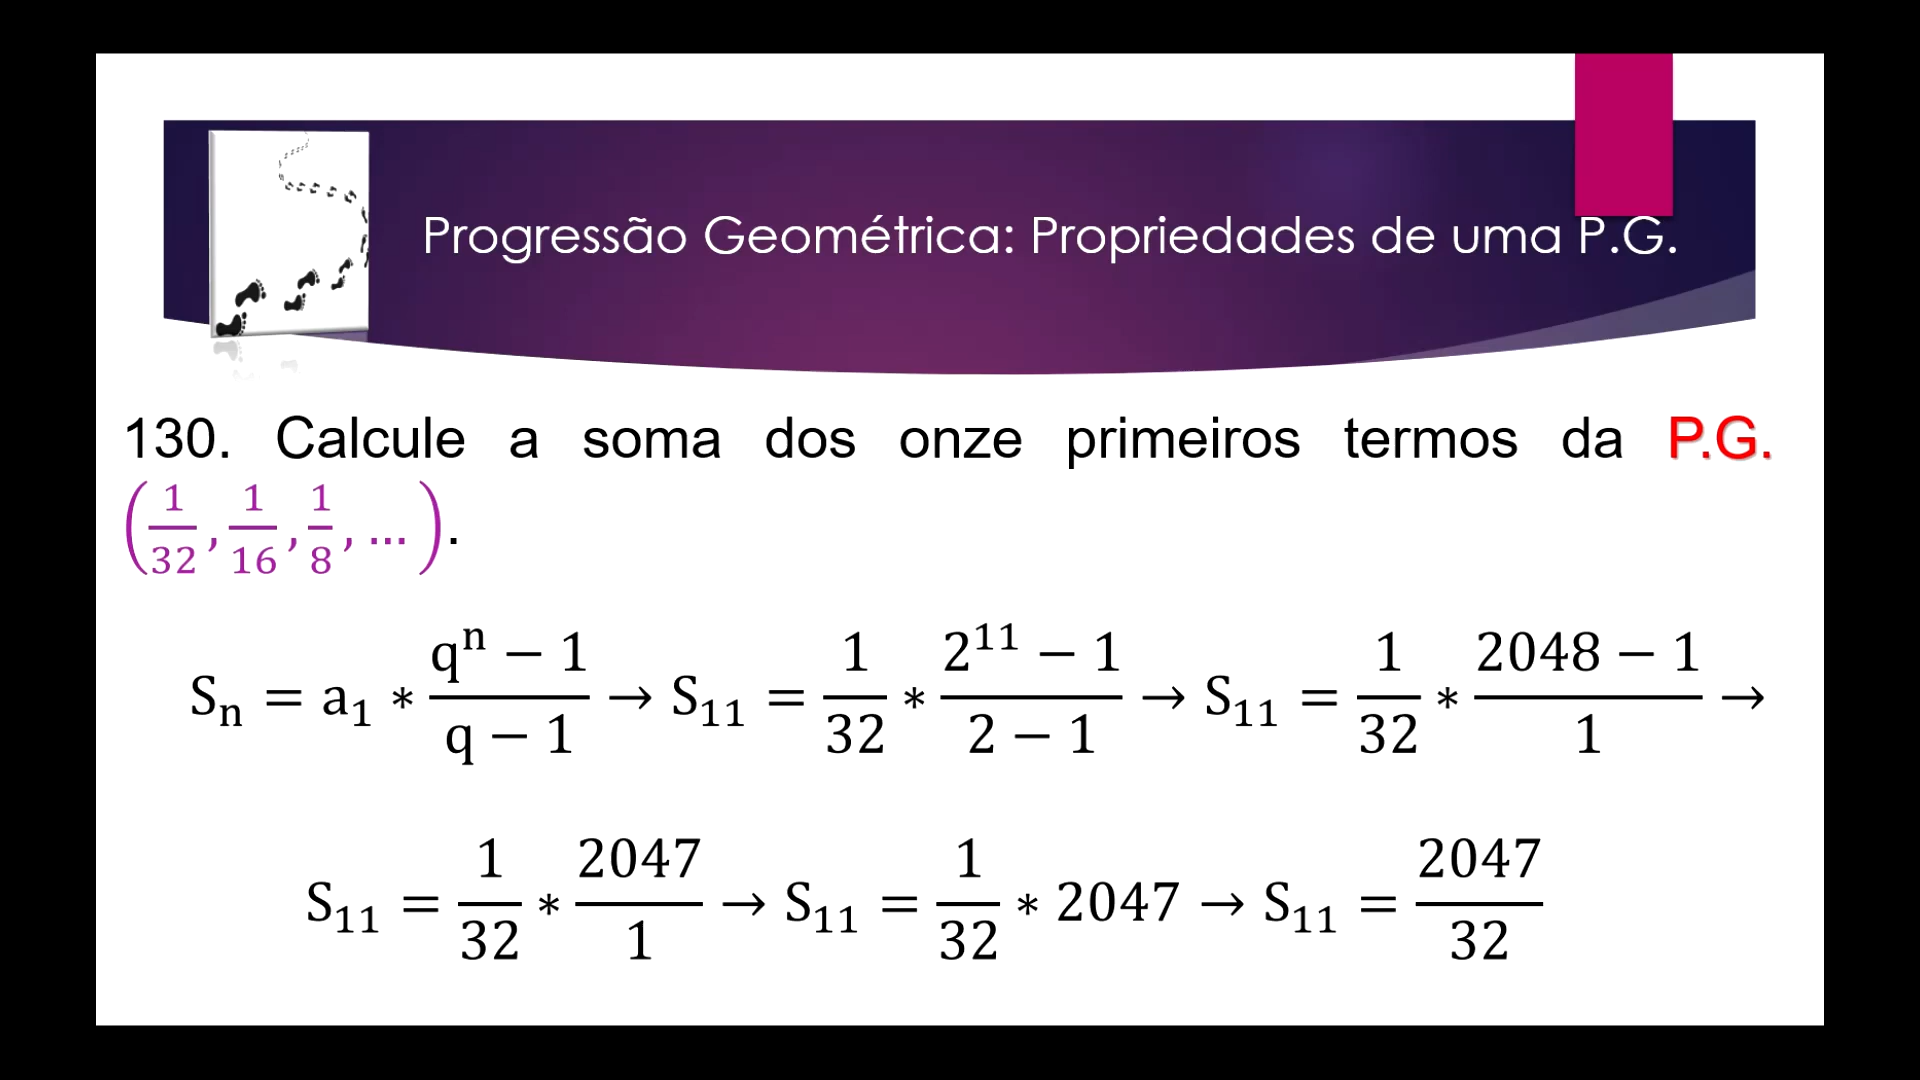 Progressão Geométrica: Propriedades de uma P.G.
130. Calcule a soma dos onze primeiros termos da P.G.
(1/32, 1/16, 1/8, ...).
Sₙ = a₁ * (qⁿ − 1)/(q − 1) → S₁₁ = 1/32 * (2¹¹ − 1)/(2 − 1) → S₁₁ = 1/32 * (2048 − 1)/1 →
S₁₁ = 1/32 * 2047/1 → S₁₁ = 1/32 * 2047 → S₁₁ = 2047/32